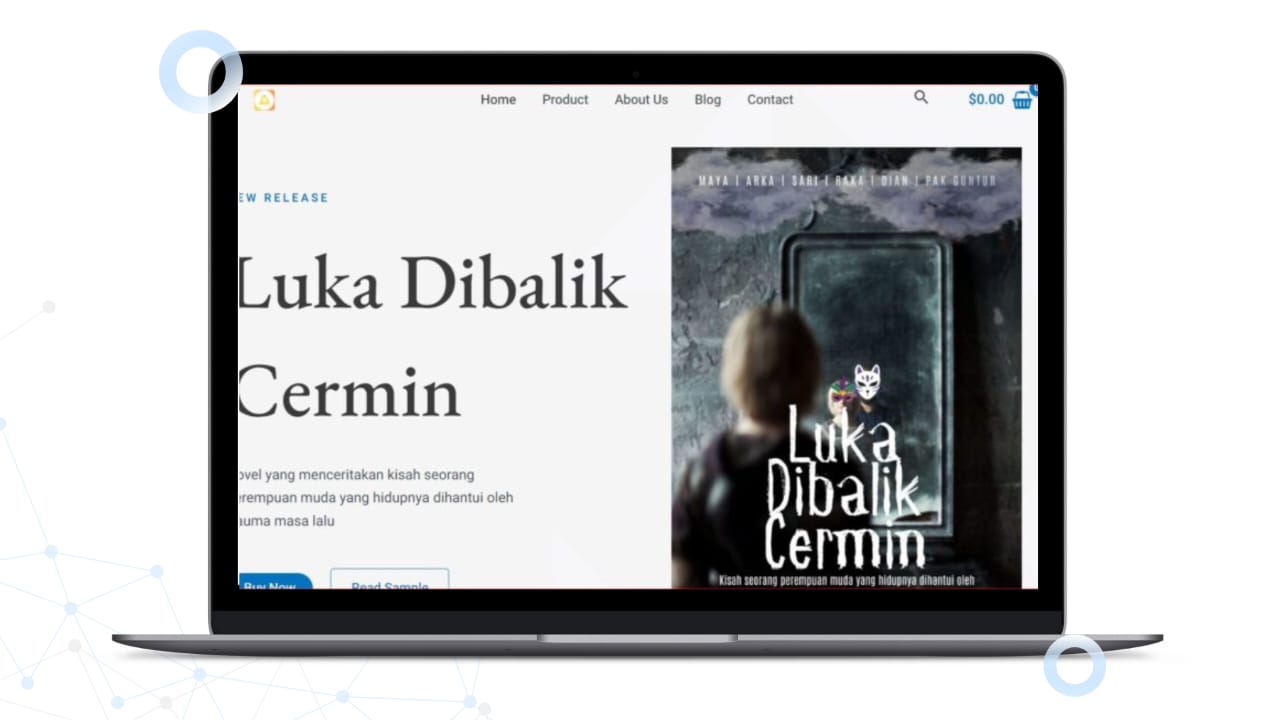 Home Product About Us Blog Contact $0.00
EW RELEASE
Luka Dibalik
Cermin
ovel yang menceritakan kisah seorang
erempuan muda yang hidupnya dihantui oleh
auma masa lalu
Buy Now Read Sample
MAYA | ARKA | SARI | RAKA | DIAN | PAK GUNTUR
Luka
Dibalik
Cermin
Kisah seorang perempuan muda yang hidupnya dihantui oleh